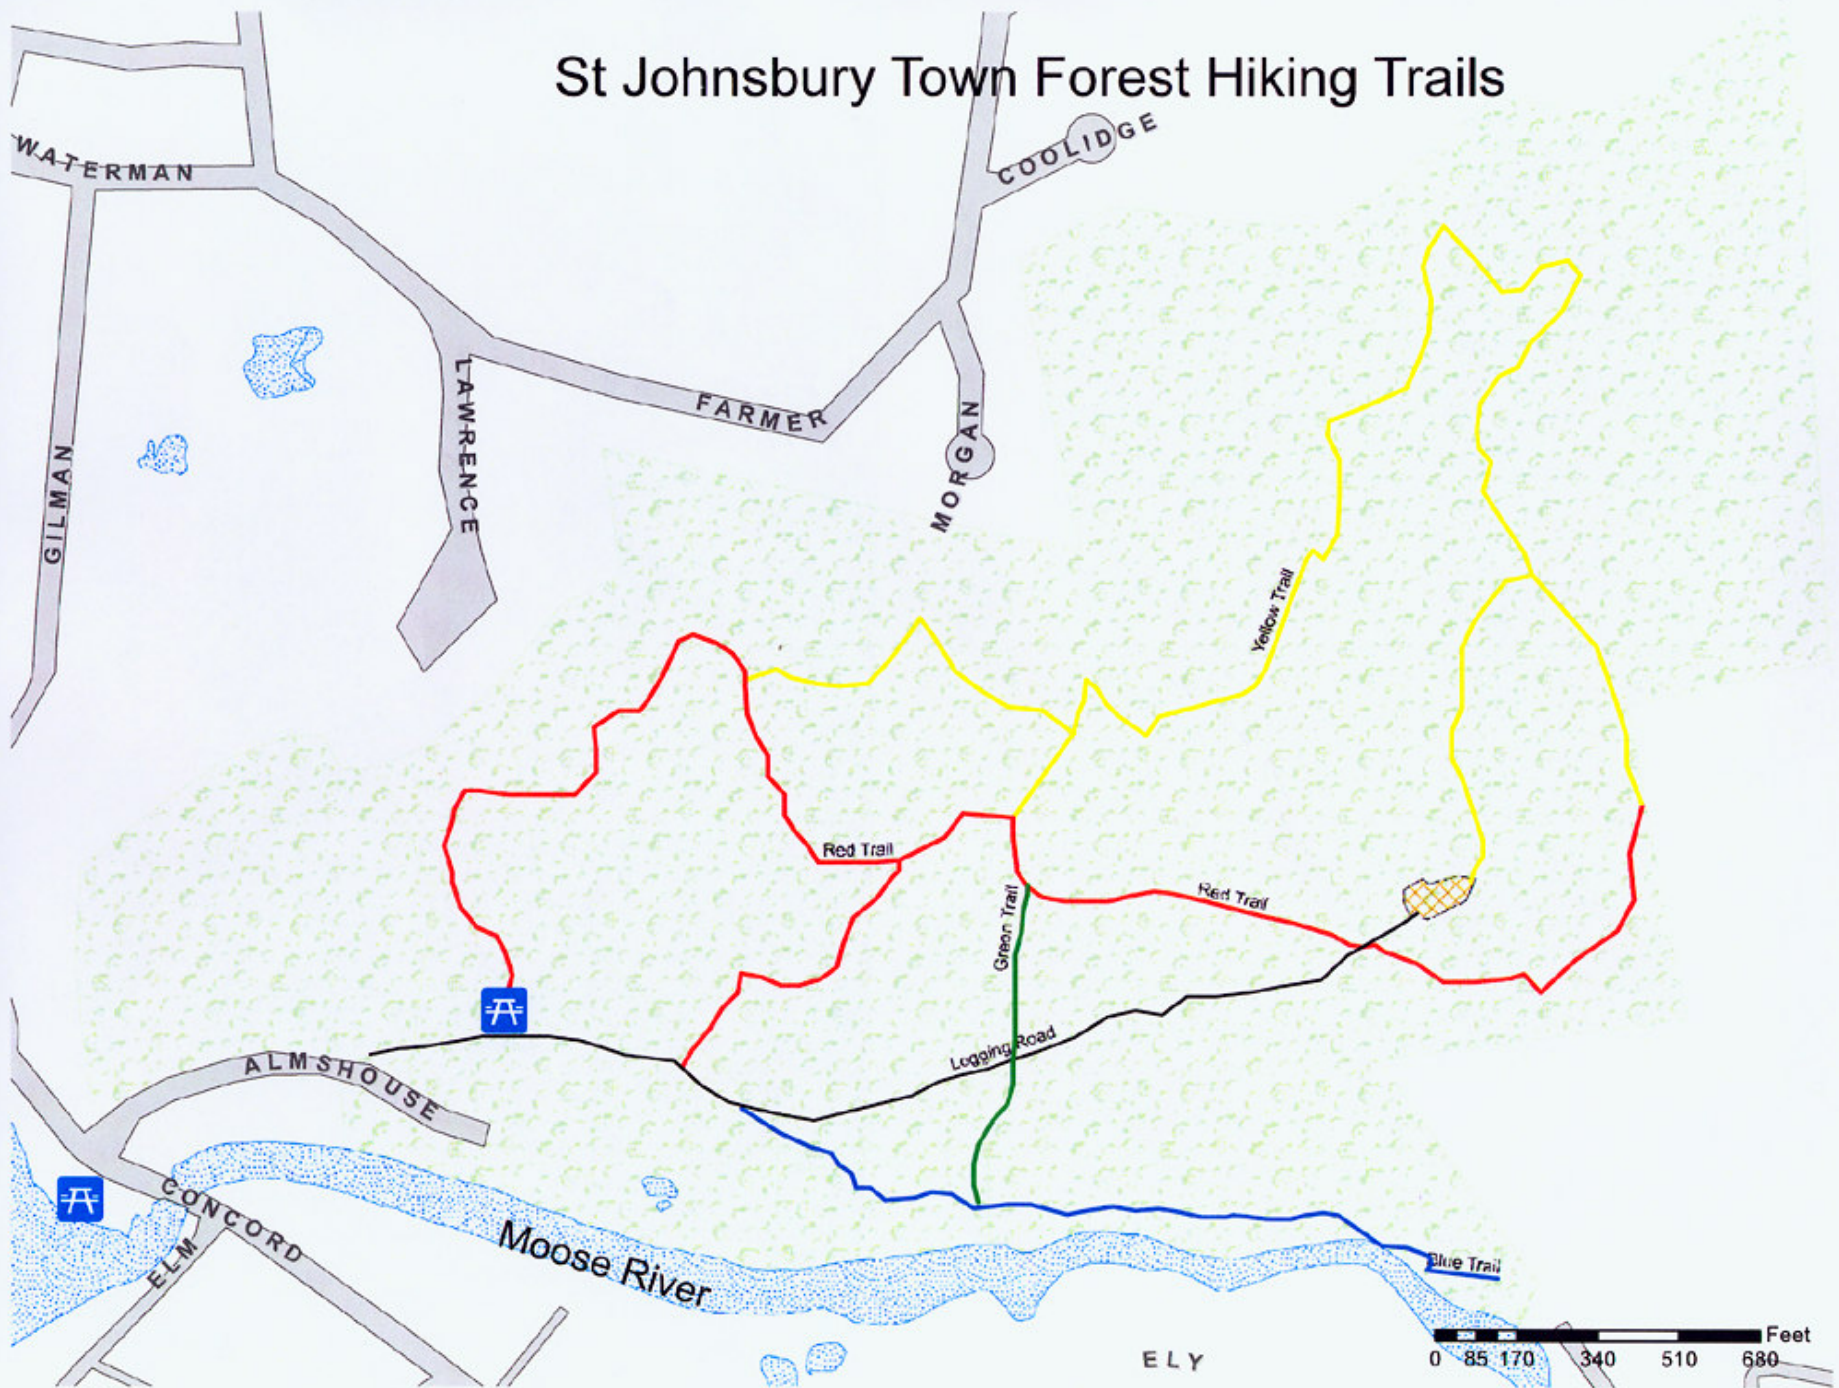 St Johnsbury Town Forest Hiking Trails
COOLIDGE
WATERMAN
LAWRENCE
FARMER
MORGAN
GILMAN
Yellow Trail
Red Trail
Red Trail
Green Trail
Logging Road
ALMSHOUSE
CONCORD
ELM
Moose River
Blue Trail
Feet
0 85 170 340 510 680
ELY